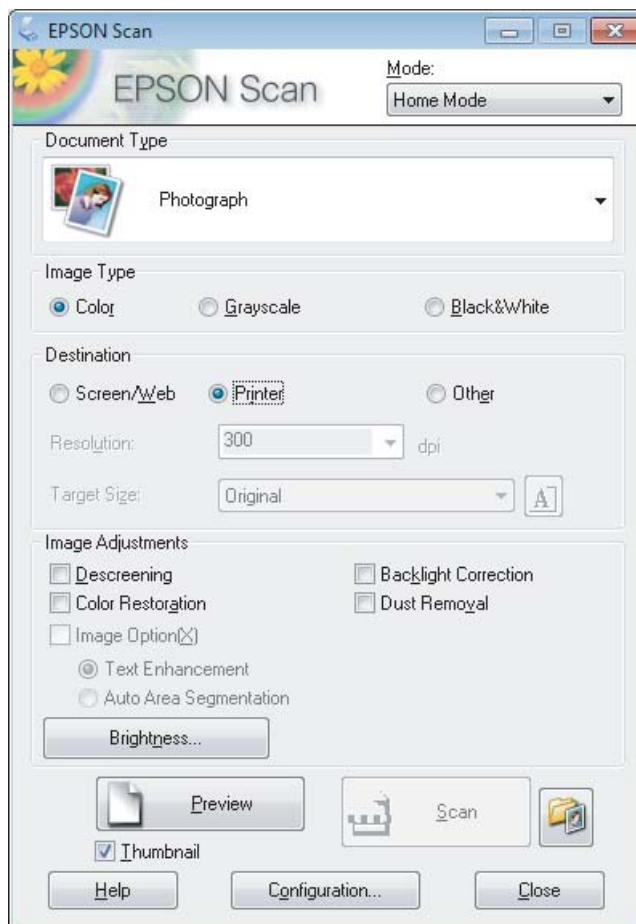 EPSON Scan
EPSON Scan
Mode:
Home Mode
Document Type
Photograph
Image Type
Color
Grayscale
Black&White
Destination
Screen/Web
Printer
Other
Resolution:
300
dpi
Target Size:
Original
A
Image Adjustments
Descreening
Backlight Correction
Color Restoration
Dust Removal
Image Option(X)
Text Enhancement
Auto Area Segmentation
Brightness...
Preview
Scan
Thumbnail
Help
Configuration...
Close